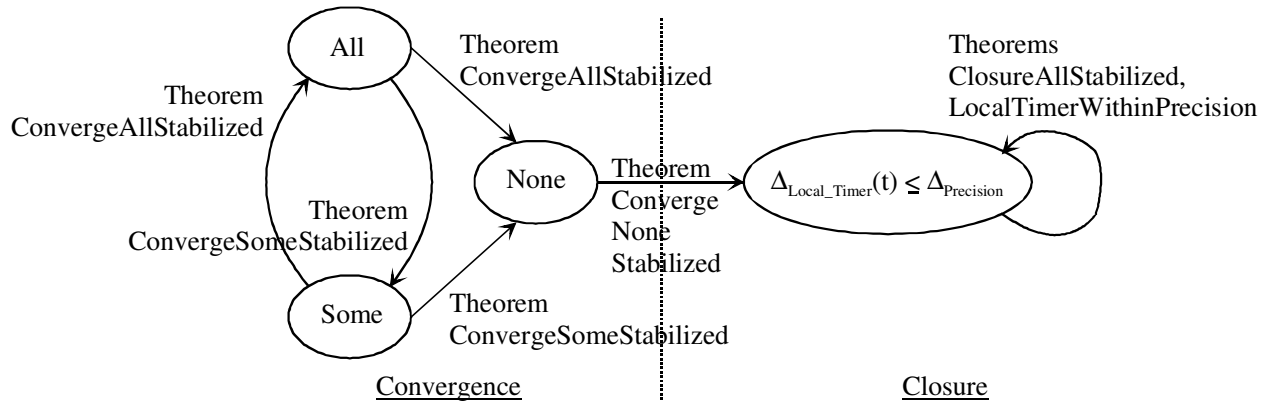 All
Theorem
ConvergeAllStabilized
Theorem
ConvergeAllStabilized
Theorems
ClosureAllStabilized,
LocalTimerWithinPrecision
None
Theorem
Converge
None
Stabilized
Δ_Local_Timer(t) ≤ Δ_Precision
Theorem
ConvergeSomeStabilized
Some
Theorem
ConvergeSomeStabilized
Convergence
Closure